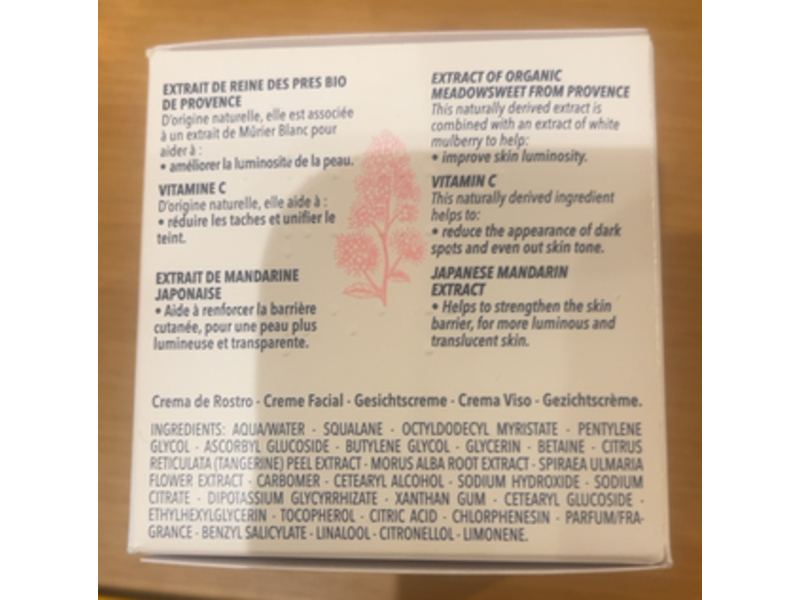 EXTRAIT DE REINE DES PRES BIO
DE PROVENCE
D'origine naturelle, elle est associée
à un extrait de Mûrier Blanc pour
aider à :
• améliorer la luminosité de la peau.
VITAMINE C
D'origine naturelle, elle aide à :
• réduire les taches et unifier le
teint.
EXTRAIT DE MANDARINE
JAPONAISE
• Aide à renforcer la barrière
cutanée, pour une peau plus
lumineuse et transparente.
EXTRACT OF ORGANIC
MEADOWSWEET FROM PROVENCE
This naturally derived extract is
combined with an extract of white
mulberry to help:
• improve skin luminosity.
VITAMIN C
This naturally derived ingredient
helps to:
• reduce the appearance of dark
spots and even out skin tone.
JAPANESE MANDARIN
EXTRACT
• Helps to strengthen the skin
barrier, for more luminous and
translucent skin.
Crema de Rostro - Creme Facial - Gesichtscreme - Crema Viso - Gezichtscrème.
INGREDIENTS: AQUA/WATER - SQUALANE - OCTYLDODECYL MYRISTATE - PENTYLENE
GLYCOL - ASCORBYL GLUCOSIDE - BUTYLENE GLYCOL - GLYCERIN - BETAINE - CITRUS
RETICULATA (TANGERINE) PEEL EXTRACT - MORUS ALBA ROOT EXTRACT - SPIRAEA ULMARIA
FLOWER EXTRACT - CARBOMER - CETEARYL ALCOHOL - SODIUM HYDROXIDE - SODIUM
CITRATE - DIPOTASSIUM GLYCYRRHIZATE - XANTHAN GUM - CETEARYL GLUCOSIDE -
ETHYLHEXYLGLYCERIN - TOCOPHEROL - CITRIC ACID - CHLORPHENESIN - PARFUM/FRA-
GRANCE - BENZYL SALICYLATE - LINALOOL - CITRONELLOL - LIMONENE.